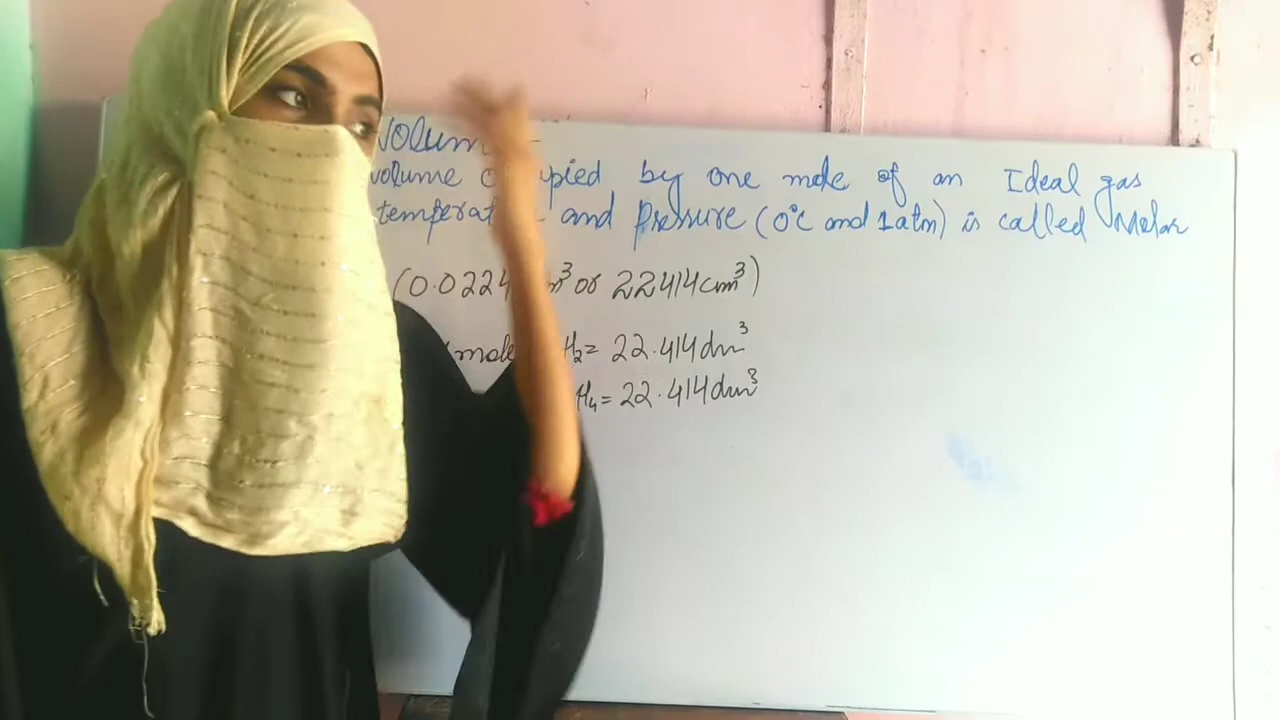 Volum
volume pied by one mole of an Ideal gas
temperat and Pressure (0°C and 1atm) is called Molar
(0.0224 m³ or 22414cm³)
mole H₂= 22.414dm³
H₄= 22.414dm³